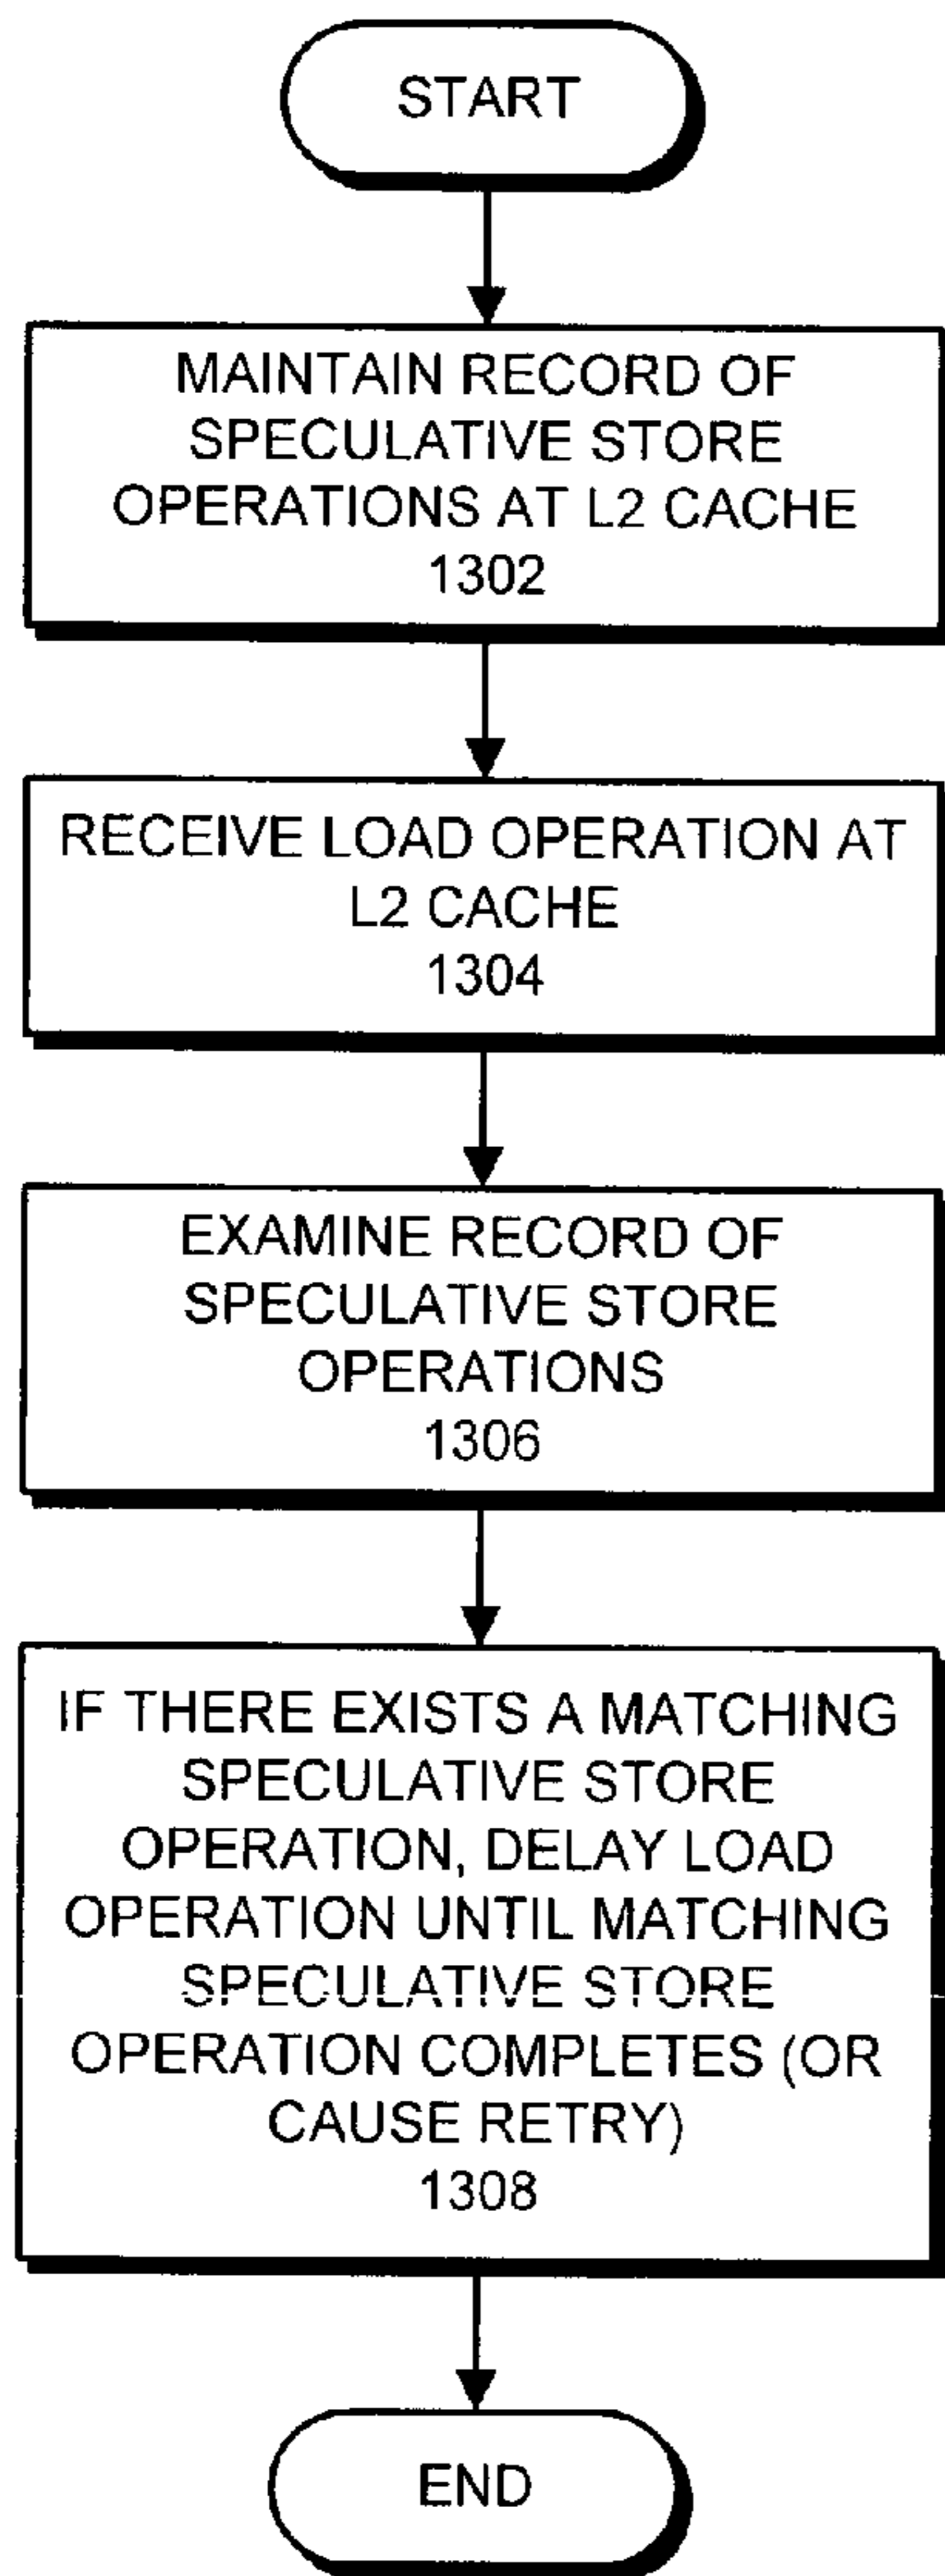 START
MAINTAIN RECORD OF
SPECULATIVE STORE
OPERATIONS AT L2 CACHE
1302
RECEIVE LOAD OPERATION AT
L2 CACHE
1304
EXAMINE RECORD OF
SPECULATIVE STORE
OPERATIONS
1306
IF THERE EXISTS A MATCHING
SPECULATIVE STORE
OPERATION, DELAY LOAD
OPERATION UNTIL MATCHING
SPECULATIVE STORE
OPERATION COMPLETES (OR
CAUSE RETRY)
1308
END